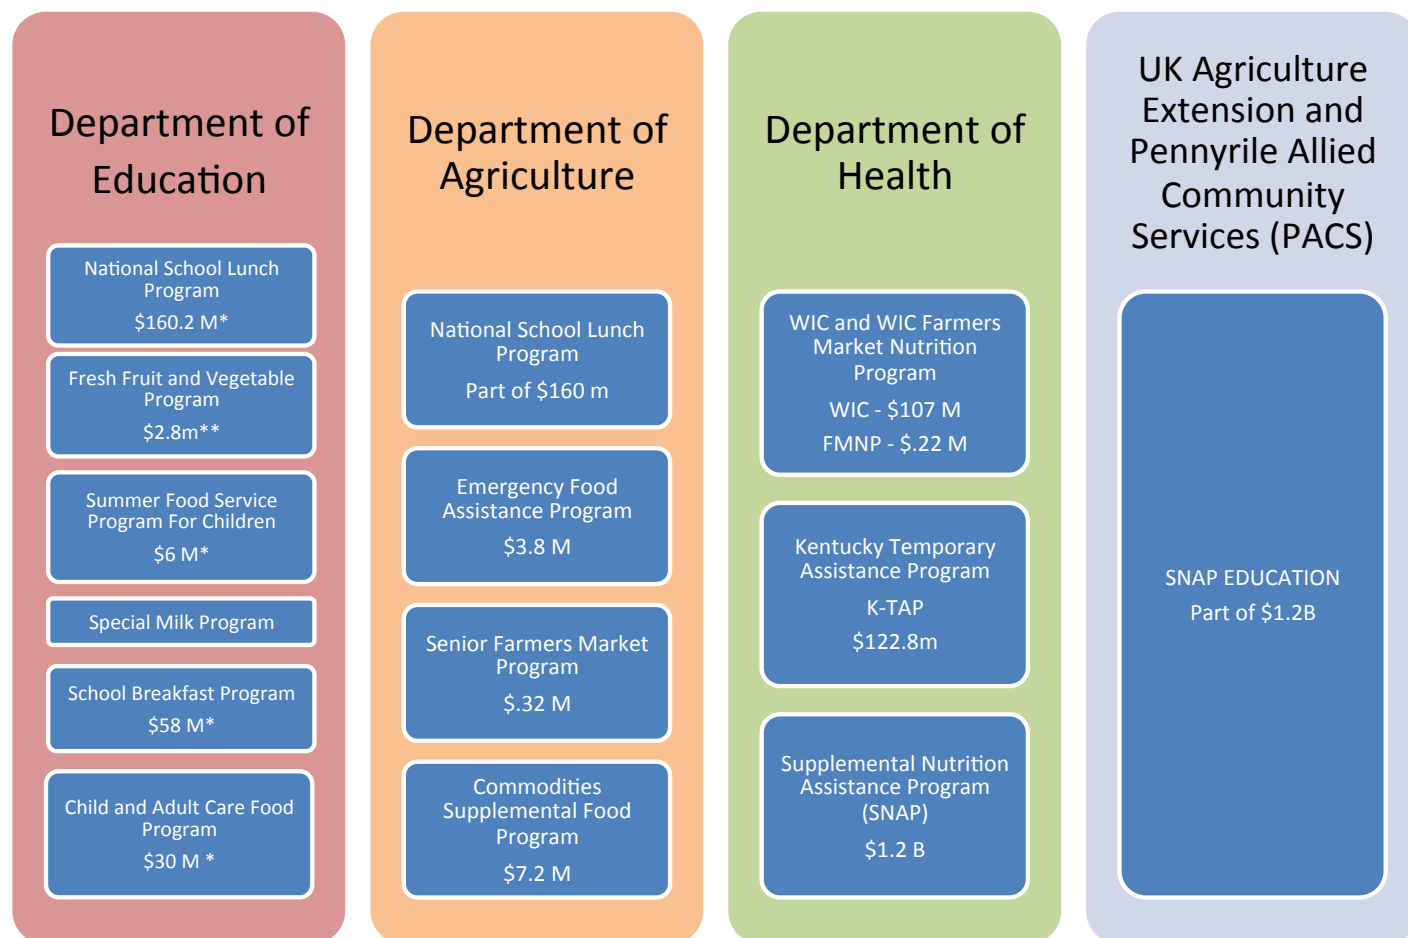 Department of
Education
National School Lunch
Program
$160.2 M*
Fresh Fruit and Vegetable
Program
$2.8m**
Summer Food Service
Program For Children
$6 M*
Special Milk Program
School Breakfast Program
$58 M*
Child and Adult Care Food
Program
$30 M *
Department of
Agriculture
National School Lunch
Program
Part of $160 m
Emergency Food
Assistance Program
$3.8 M
Senior Farmers Market
Program
$.32 M
Commodities
Supplemental Food
Program
$7.2 M
Department of
Health
WIC and WIC Farmers
Market Nutrition
Program
WIC - $107 M
FMNP - $.22 M
Kentucky Temporary
Assistance Program
K-TAP
$122.8m
Supplemental Nutrition
Assistance Program
(SNAP)
$1.2 B
UK Agriculture
Extension and
Pennyrile Allied
Community
Services (PACS)
SNAP EDUCATION
Part of $1.2B